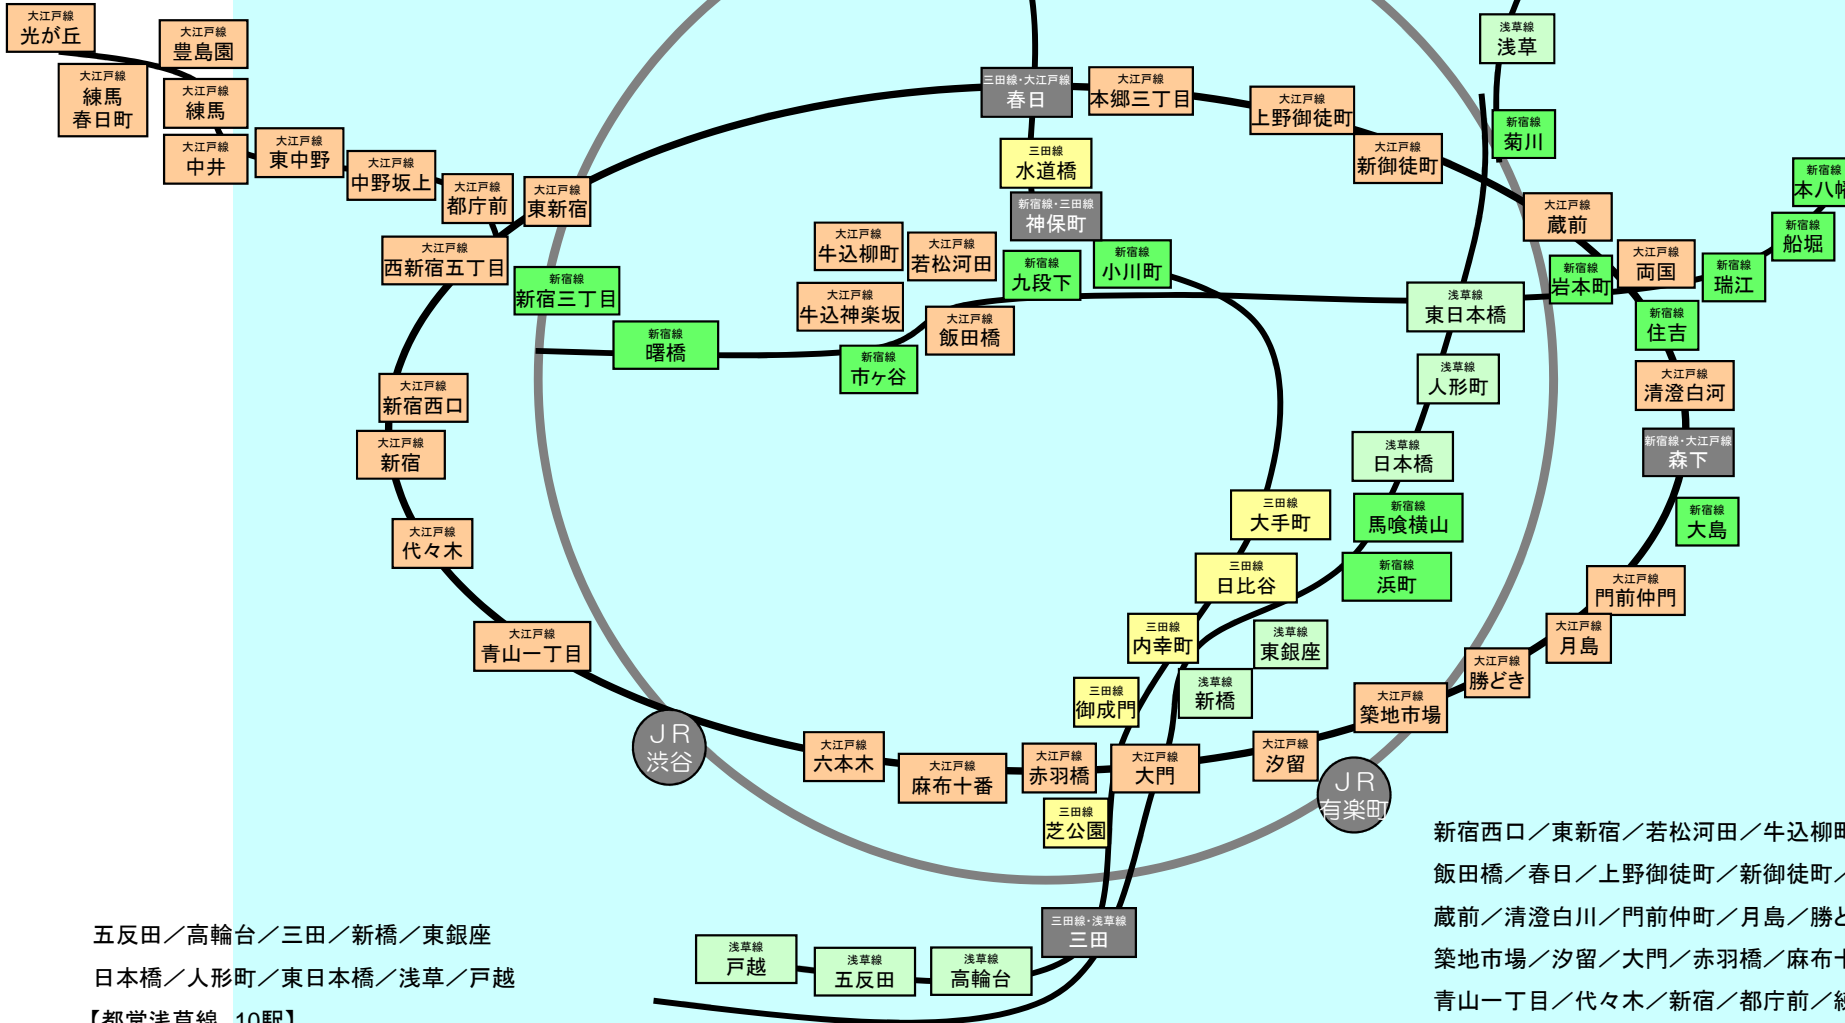 大江戸線
光が丘
大江戸線
豊島園
大江戸線
練馬
春日町
大江戸線
練馬
大江戸線
中井
大江戸線
東中野
大江戸線
中野坂上
大江戸線
都庁前
大江戸線
東新宿
大江戸線
西新宿五丁目
新宿線
新宿三丁目
新宿線
曙橋
大江戸線
新宿西口
大江戸線
新宿
大江戸線
代々木
大江戸線
青山一丁目
JR
渋谷
大江戸線
六本木
大江戸線
麻布十番
大江戸線
赤羽橋
三田線
芝公園
大江戸線
大門
大江戸線
汐留
JR
有楽町
大江戸線
築地市場
大江戸線
勝どき
大江戸線
月島
大江戸線
門前仲門
新宿線
大島
新宿線・大江戸線
森下
大江戸線
清澄白河
新宿線
住吉
大江戸線
両国
新宿線
岩本町
新宿線
瑞江
新宿線
船堀
新宿線
本八幡
大江戸線
蔵前
新宿線
菊川
浅草線
浅草
大江戸線
新御徒町
大江戸線
上野御徒町
大江戸線
本郷三丁目
三田線・大江戸線
春日
三田線
水道橋
新宿線・三田線
神保町
新宿線
小川町
新宿線
九段下
大江戸線
若松河田
大江戸線
牛込柳町
大江戸線
牛込神楽坂
大江戸線
飯田橋
新宿線
市ヶ谷
浅草線
東日本橋
浅草線
人形町
浅草線
日本橋
新宿線
馬喰横山
新宿線
浜町
三田線
大手町
三田線
日比谷
三田線
内幸町
浅草線
東銀座
浅草線
新橋
三田線
御成門
三田線・浅草線
三田
浅草線
高輪台
浅草線
五反田
浅草線
戸越
五反田／高輪台／三田／新橋／東銀座
日本橋／人形町／東日本橋／浅草／戸越
【都営浅草線 10駅】
新宿西口／東新宿／若松河田／牛込柳町
飯田橋／春日／上野御徒町／新御徒町／
蔵前／清澄白川／門前仲町／月島／勝ど
築地市場／汐留／大門／赤羽橋／麻布十
青山一丁目／代々木／新宿／都庁前／練